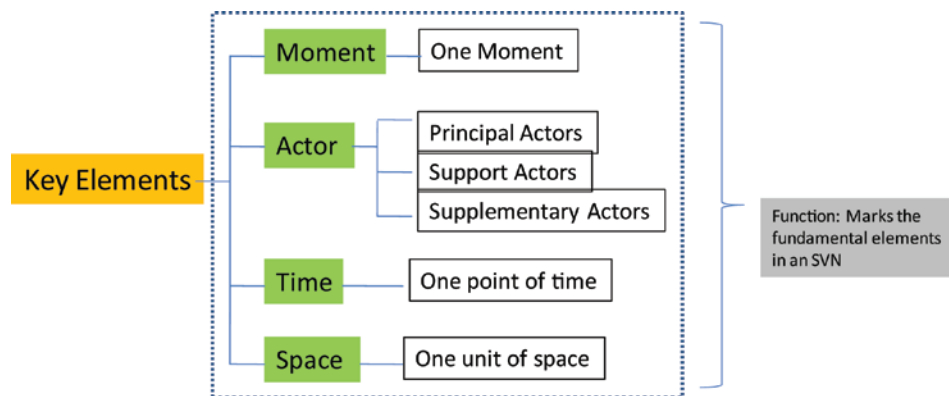 Moment
One Moment
Actor
Principal Actors
Support Actors
Supplementary Actors
Key Elements
Function: Marks the
fundamental elements
in an SVN
Time
One point of time
Space
One unit of space